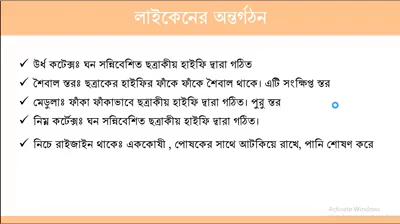 লাইকেনের অন্তর্গঠন
✓ উর্ধ কটেক্সঃ ঘন সন্নিবেশিত ছত্রাকীয় হাইফি দ্বারা গঠিত
✓ শৈবাল স্তরঃ ছত্রাকের হাইফির ফাঁকে ফাঁকে শৈবাল থাকে। এটি সংক্ষিপ্ত স্তর
✓ মেডুলাঃ ফাঁকা ফাঁকাভাবে ছত্রাকীয় হাইফি দ্বারা গঠিত। পুরু স্তর
✓ নিম্ন কর্টেক্সঃ ঘন সন্নিবেশিত ছত্রাকীয় হাইফি দ্বারা গঠিত।
✓ নিচে রাইজাইন থাকেঃ এককোষী , পোষকের সাথে আটকিয়ে রাখে, পানি শোষণ করে
Activate Windows